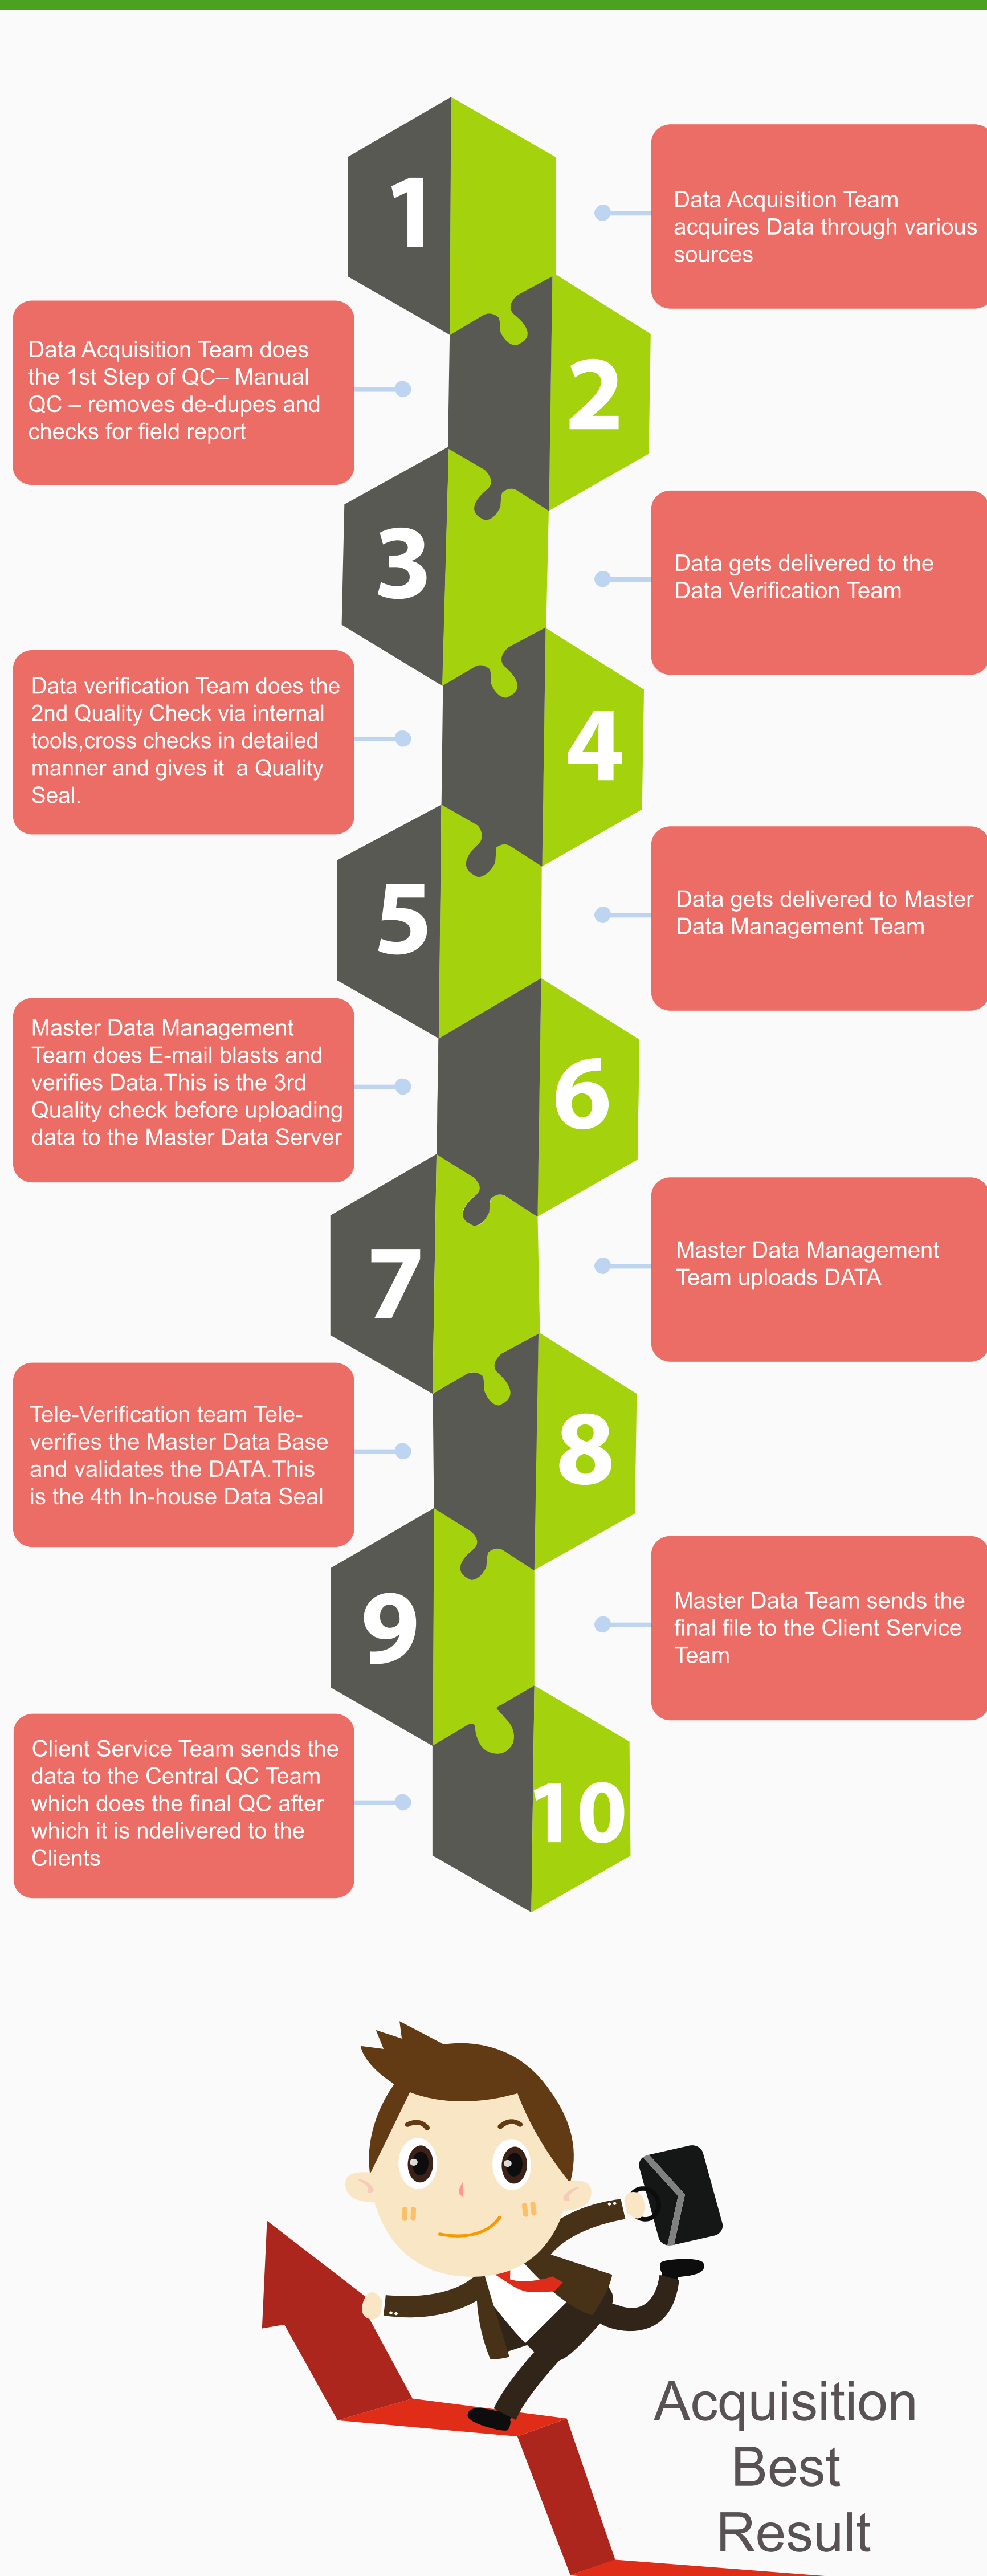 1
Data Acquisition Team
acquires Data through various
sources
Data Acquisition Team does
the 1st Step of QC– Manual
QC – removes de-dupes and
checks for field report
2
3
Data gets delivered to the
Data Verification Team
Data verification Team does the
2nd Quality Check via internal
tools,cross checks in detailed
manner and gives it  a Quality
Seal.
4
5
Data gets delivered to Master
Data Management Team
Master Data Management
Team does E-mail blasts and
verifies Data.This is the 3rd
Quality check before uploading
data to the Master Data Server
6
7
Master Data Management
Team uploads DATA
Tele-Verification team Tele-
verifies the Master Data Base
and validates the DATA.This
is the 4th In-house Data Seal
8
9
Master Data Team sends the
final file to the Client Service
Team
Client Service Team sends the
data to the Central QC Team
which does the final QC after
which it is ndelivered to the
Clients
10
Acquisition
Best
Result